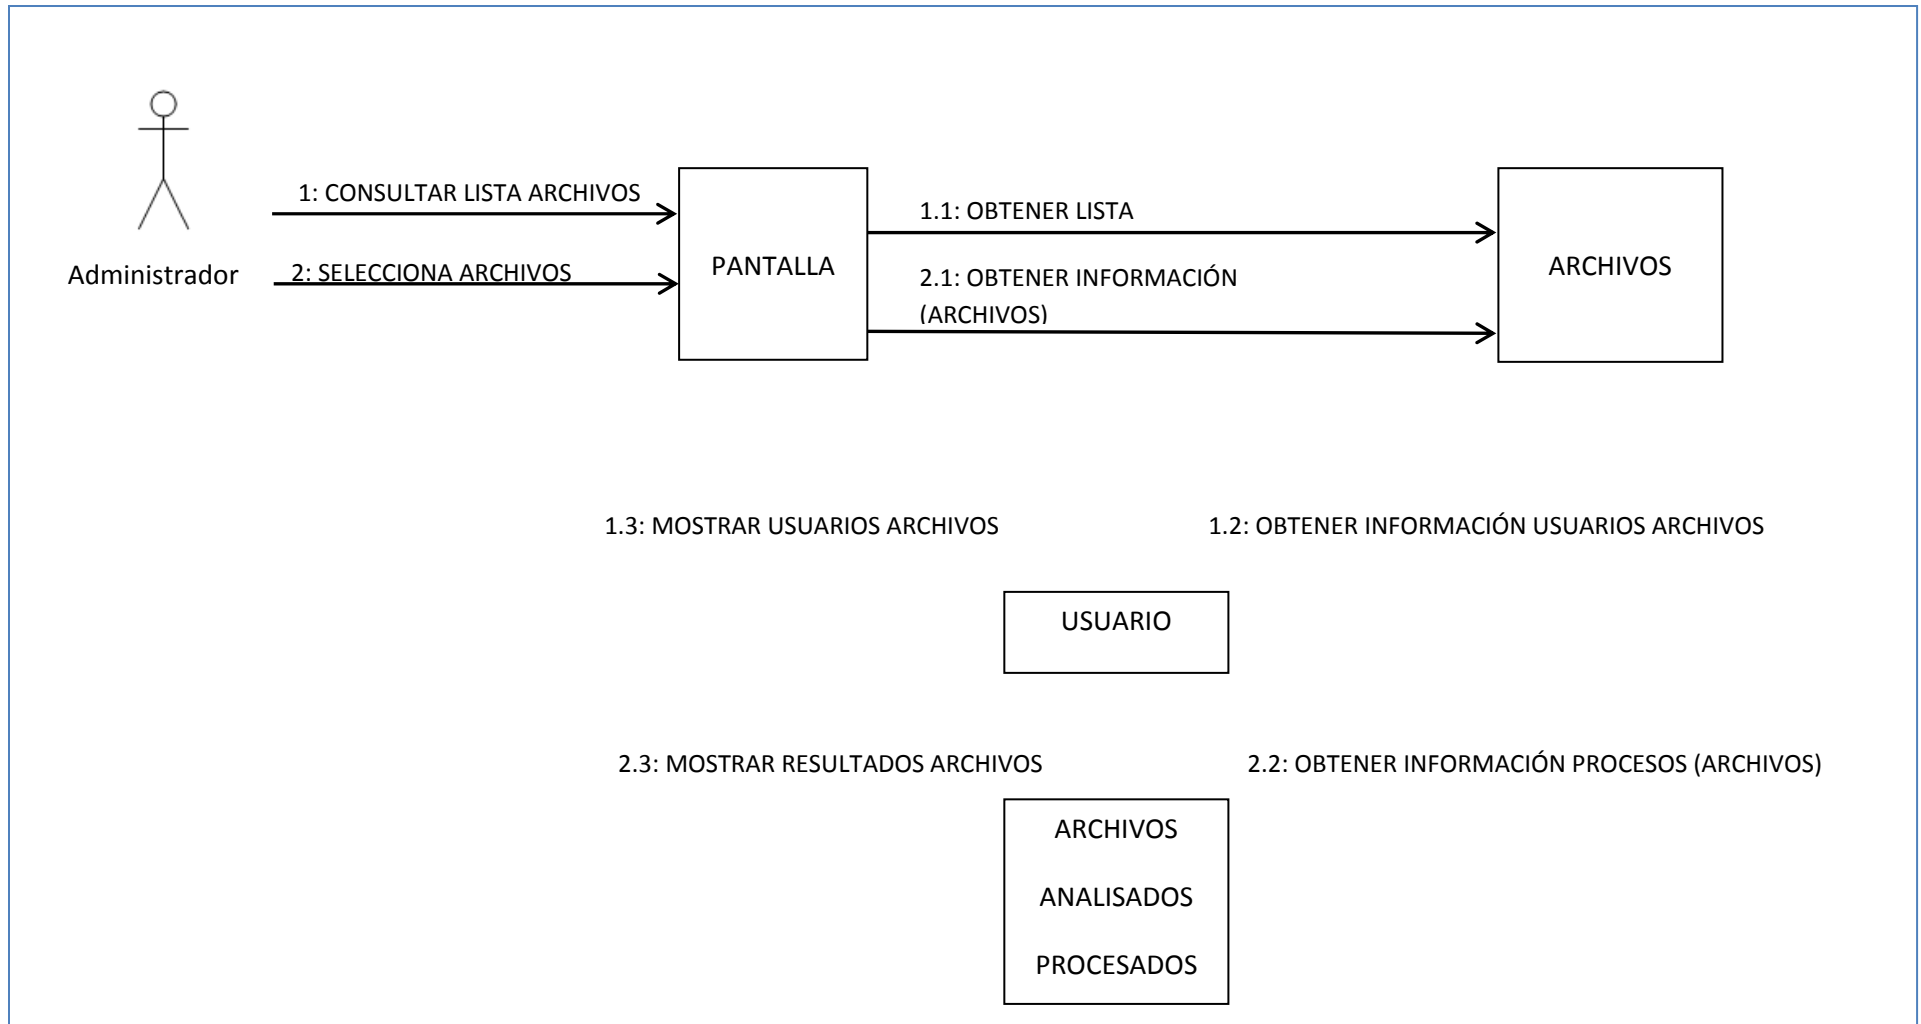 1: CONSULTAR LISTA ARCHIVOS
1.1: OBTENER LISTA
Administrador
2: SELECCIONA ARCHIVOS
PANTALLA
2.1: OBTENER INFORMACIÓN
(ARCHIVOS)
ARCHIVOS
1.3: MOSTRAR USUARIOS ARCHIVOS
1.2: OBTENER INFORMACIÓN USUARIOS ARCHIVOS
USUARIO
2.3: MOSTRAR RESULTADOS ARCHIVOS
2.2: OBTENER INFORMACIÓN PROCESOS (ARCHIVOS)
ARCHIVOS
ANALISADOS
PROCESADOS